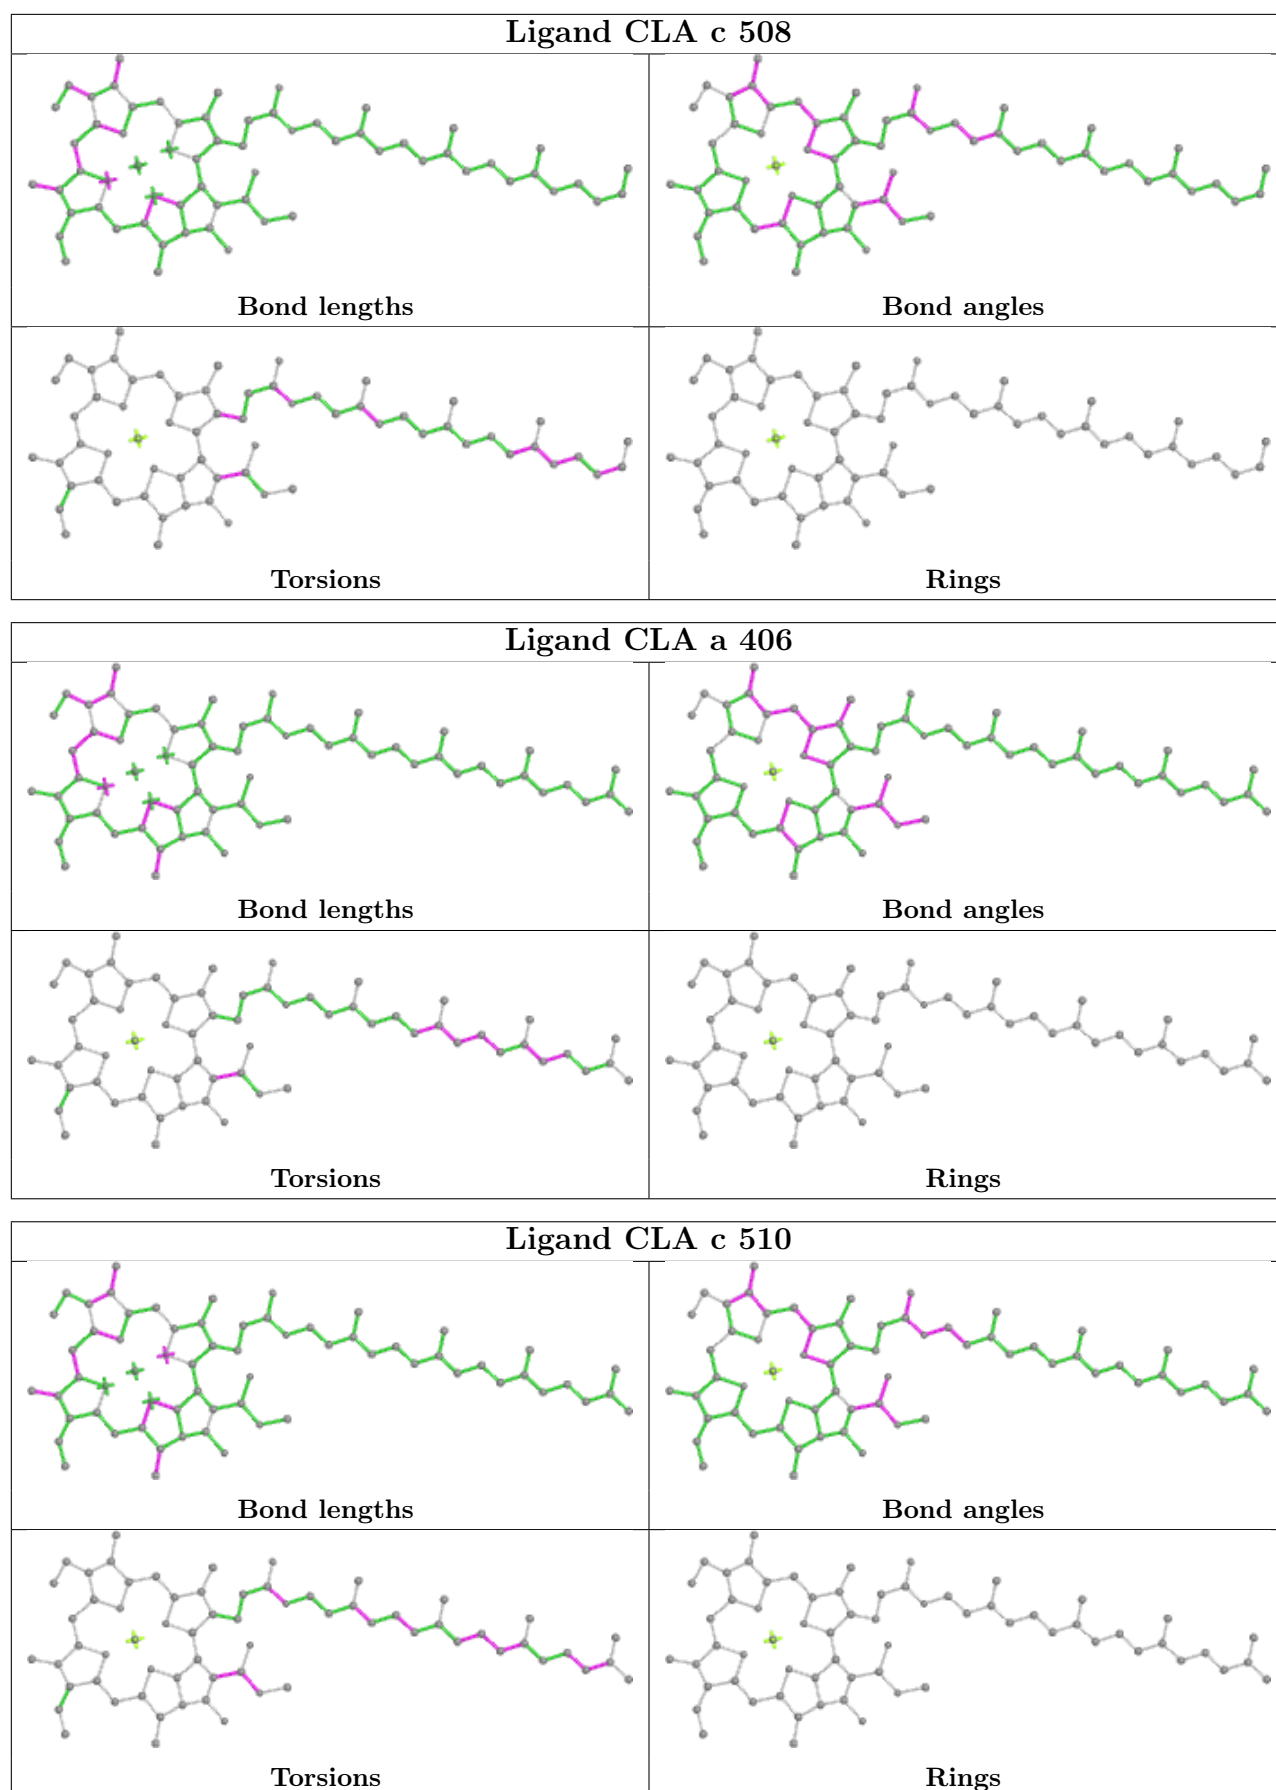 Ligand CLA c 508
Bond lengths
Bond angles
Torsions
Rings
Ligand CLA a 406
Bond lengths
Bond angles
Torsions
Rings
Ligand CLA c 510
Bond lengths
Bond angles
Torsions
Rings